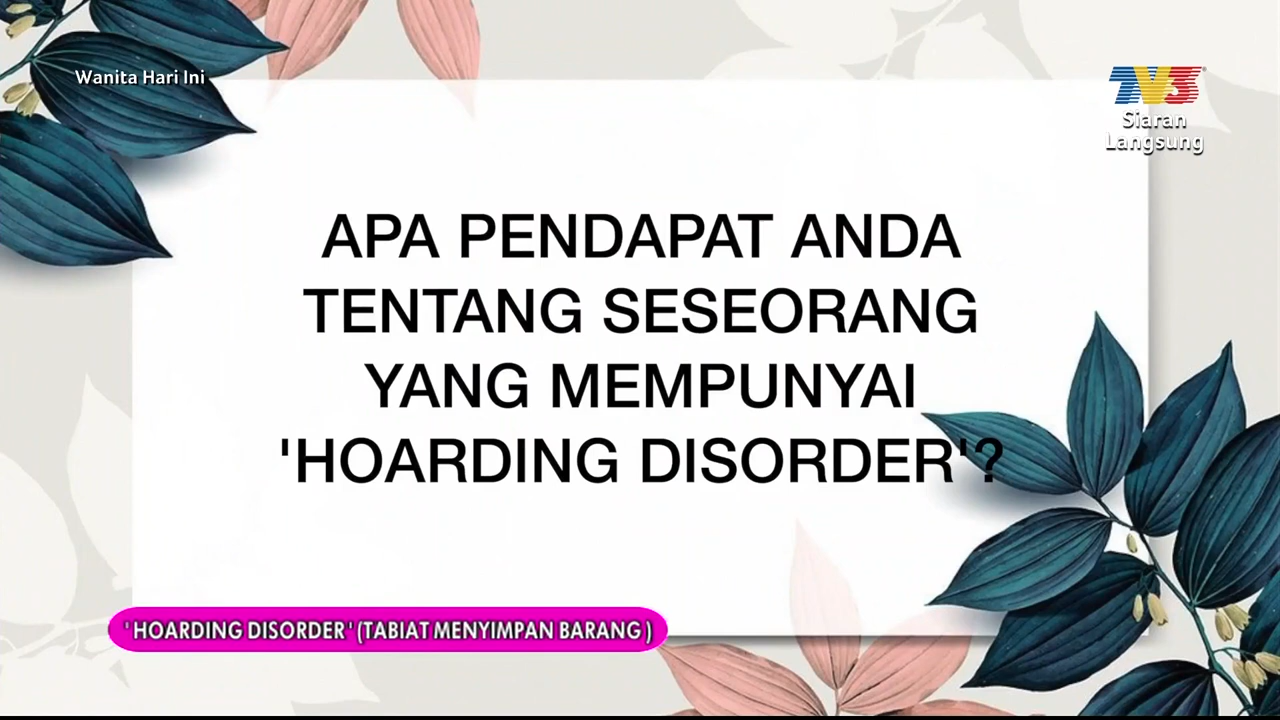 Wanita Hari Ini
TV3
Siaran
Langsung
APA PENDAPAT ANDA
TENTANG SESEORANG
YANG MEMPUNYAI
'HOARDING DISORDER'?
'HOARDING DISORDER' (TABIAT MENYIMPAN BARANG)